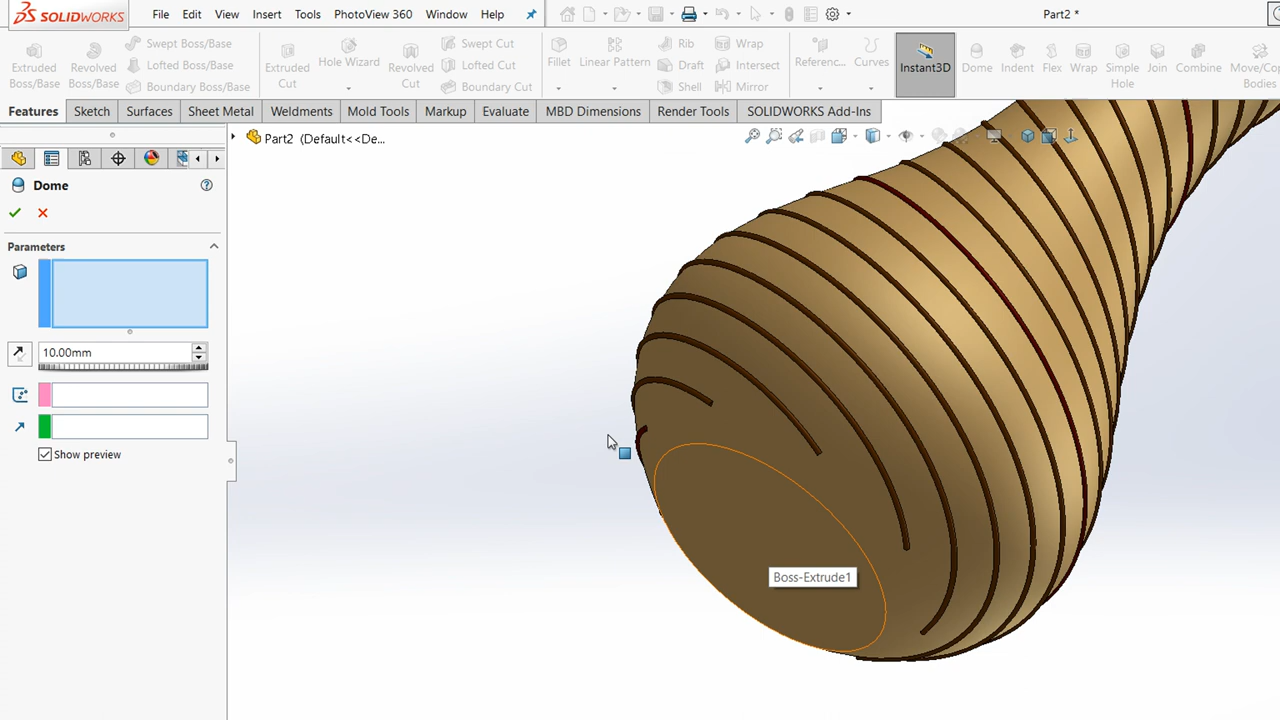 SOLIDWORKS File Edit View Insert Tools PhotoView 360 Window Help Part2 *
Extruded Boss/Base
Revolved Boss/Base
Swept Boss/Base
Lofted Boss/Base
Boundary Boss/Base
Extruded Cut
Hole Wizard
Revolved Cut
Swept Cut
Lofted Cut
Boundary Cut
Fillet
Linear Pattern
Rib
Draft
Shell
Wrap
Intersect
Mirror
Referenc...
Curves
Instant3D
Dome
Indent
Flex
Wrap
Simple Hole
Join
Combine
Move/Cop Bodies
Features Sketch Surfaces Sheet Metal Weldments Mold Tools Markup Evaluate MBD Dimensions Render Tools SOLIDWORKS Add-Ins
Part2 (Default<<De...
Dome
Parameters
10.00mm
Show preview
Boss-Extrude1